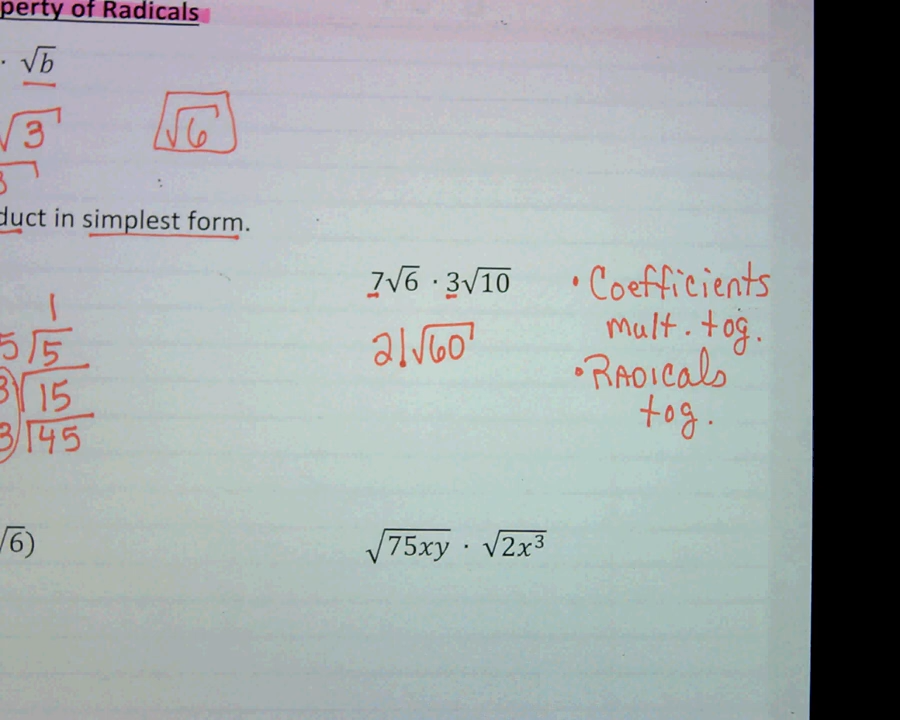 perty of Radicals
· √b
√3
√6
3
duct in simplest form.
7√6 · 3√10
21√60
• Coefficients
mult. tog.
• RADICals
tog.
1
5√5
3√15
3√45
√6)
√75xy · √2x³